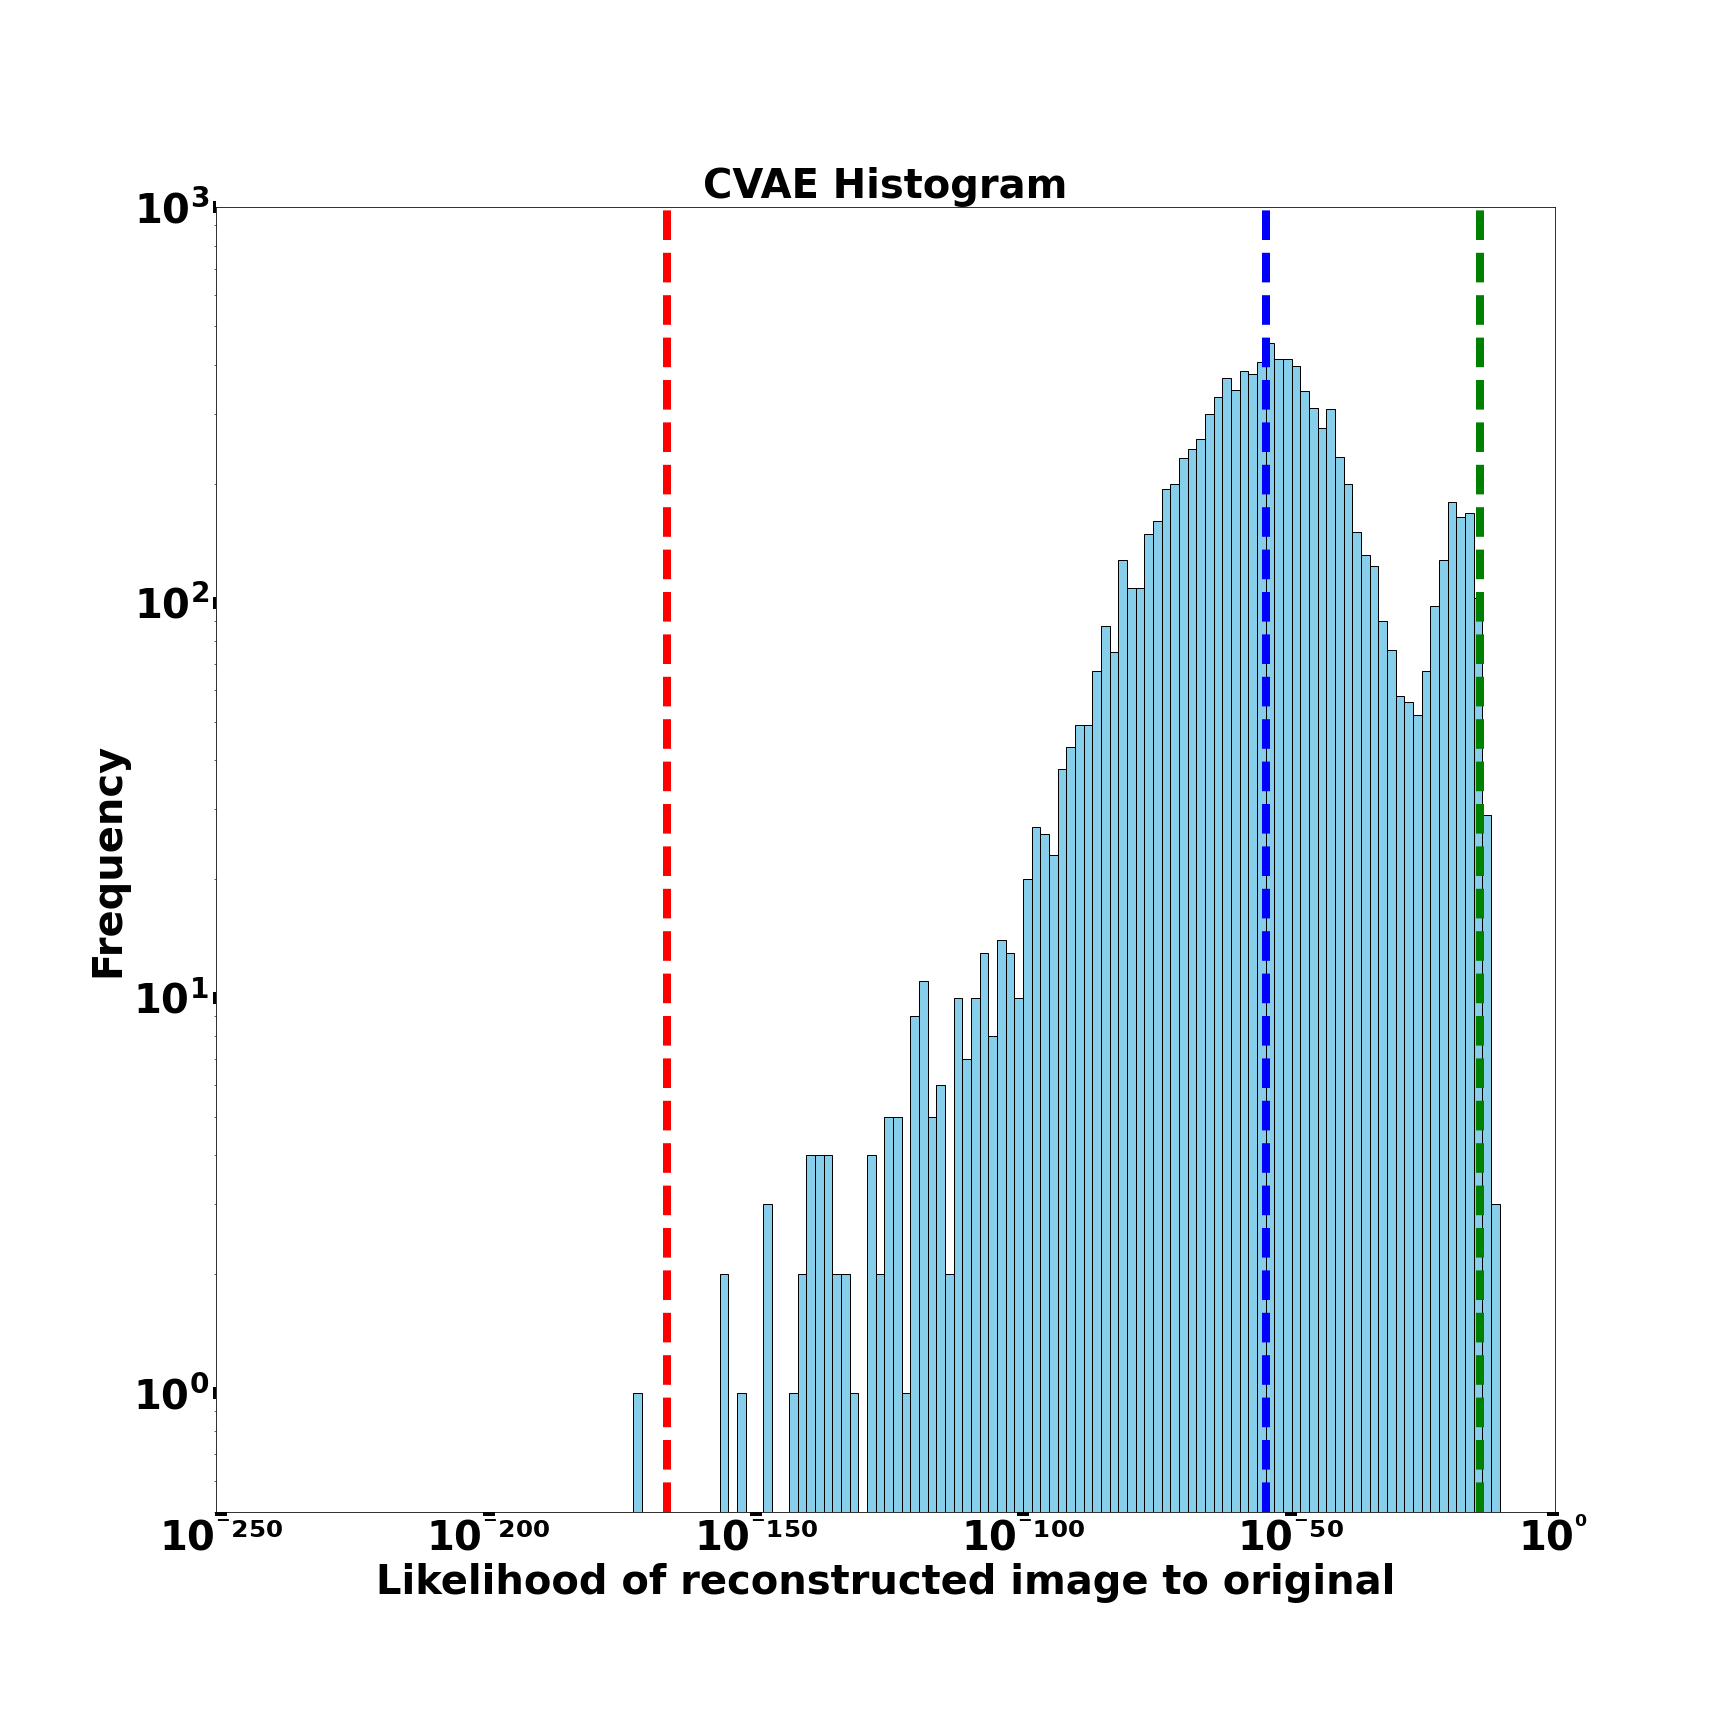 CVAE Histogram
10³
10²
10¹
10⁰
Frequency
10⁻²⁵⁰ 10⁻²⁰⁰ 10⁻¹⁵⁰ 10⁻¹⁰⁰ 10⁻⁵⁰ 10⁰
Likelihood of reconstructed image to original